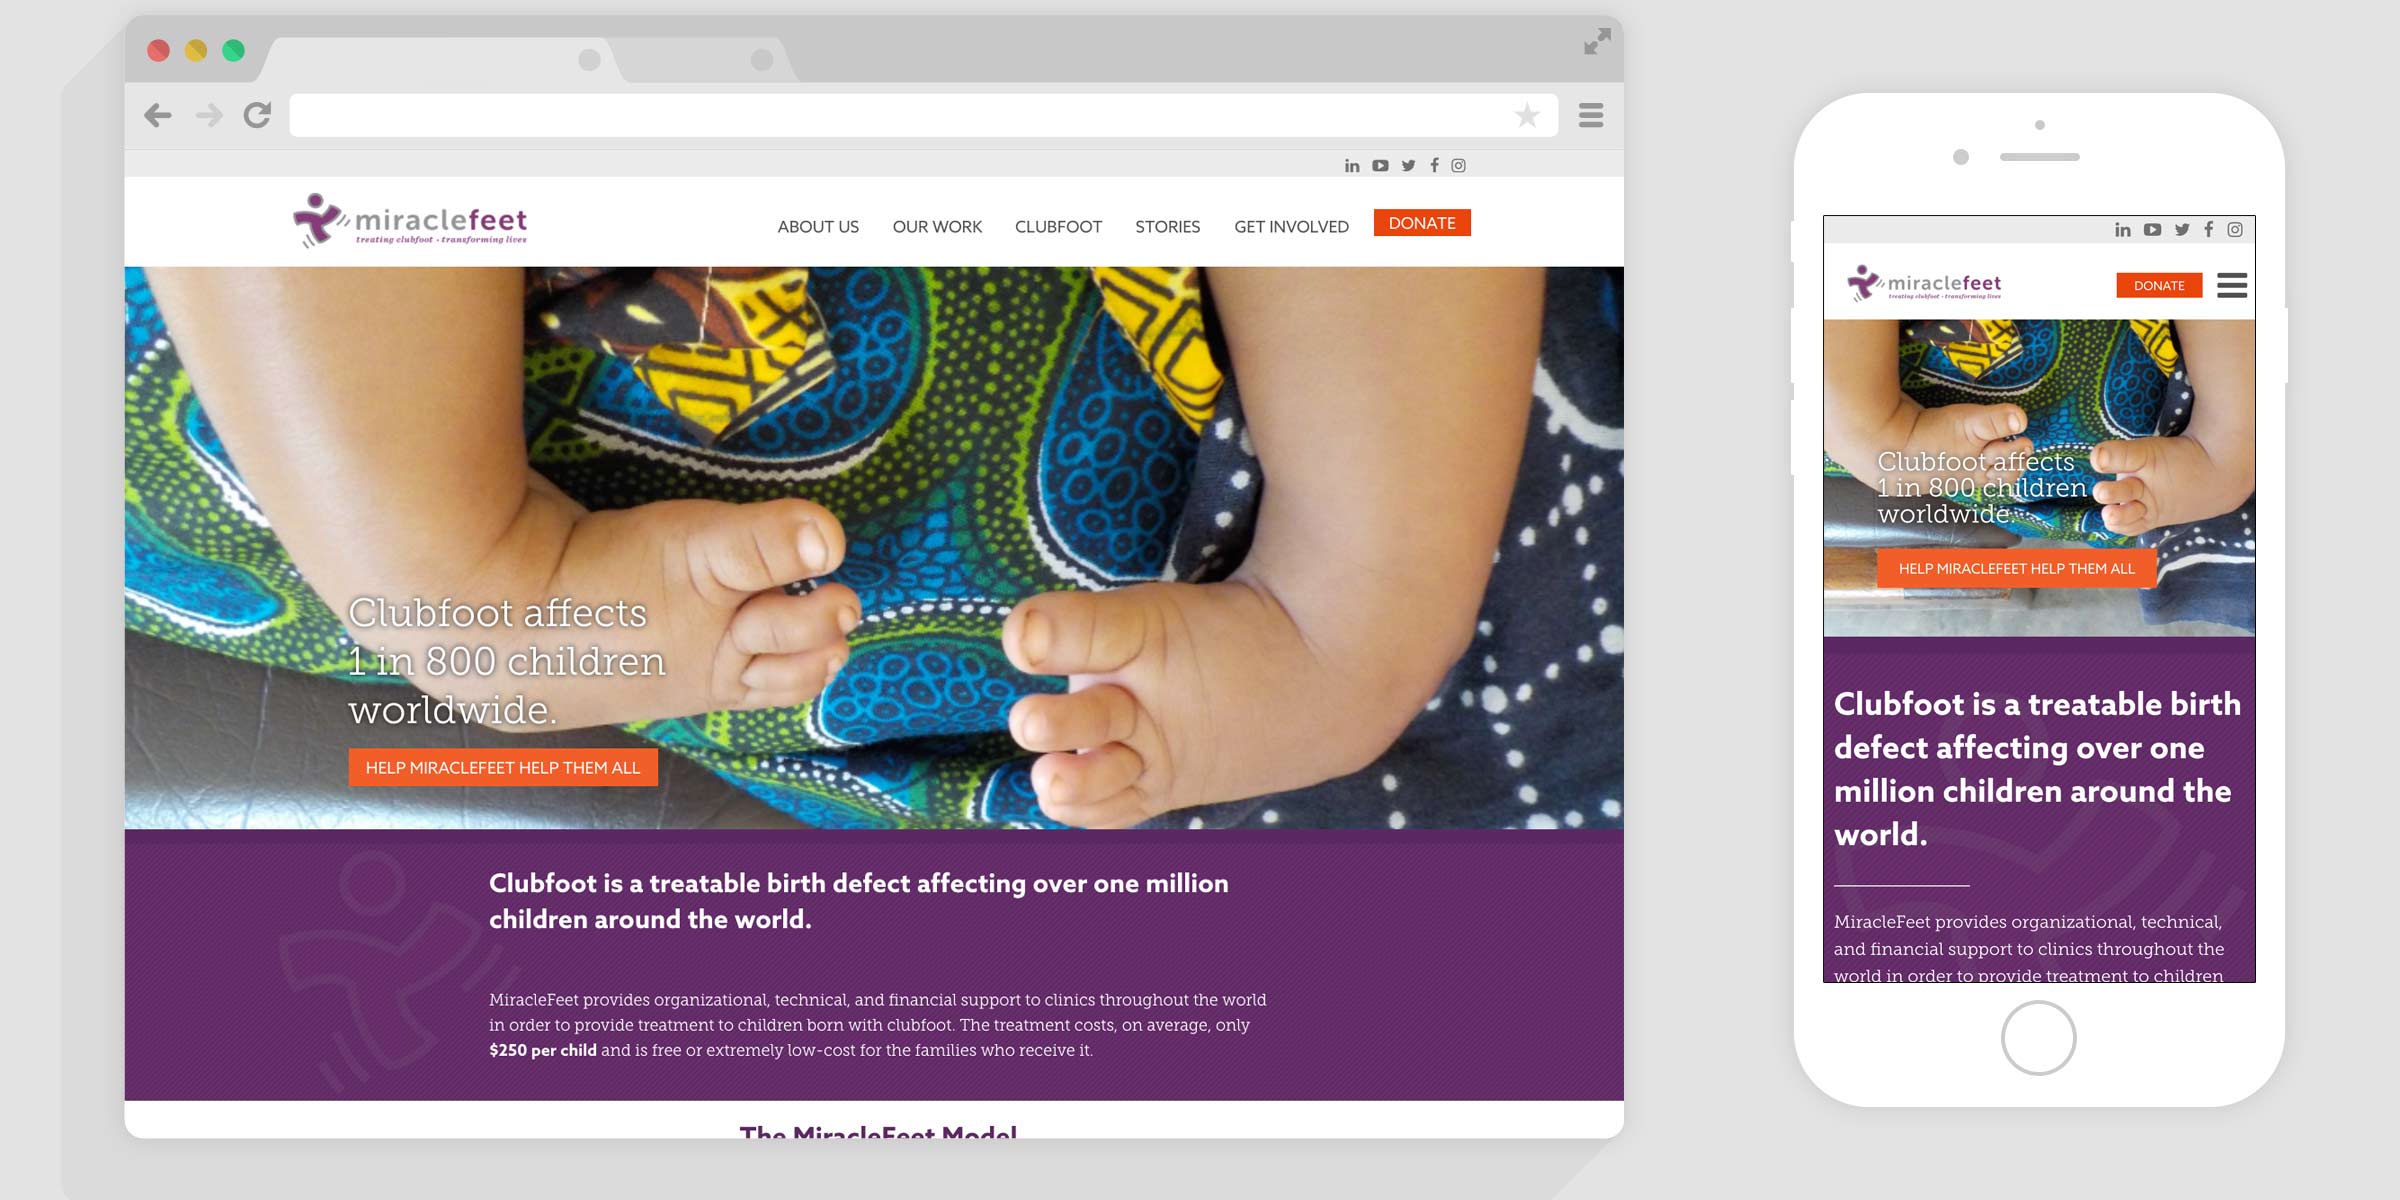 miraclefeet
treating clubfoot • transforming lives
ABOUT US OUR WORK CLUBFOOT STORIES GET INVOLVED DONATE
Clubfoot affects
1 in 800 children
worldwide.
HELP MIRACLEFEET HELP THEM ALL
Clubfoot is a treatable birth defect affecting over one million
children around the world.
MiracleFeet provides organizational, technical, and financial support to clinics throughout the world
in order to provide treatment to children born with clubfoot. The treatment costs, on average, only
$250 per child and is free or extremely low-cost for the families who receive it.
The MiracleFeet Model
miraclefeet
treating clubfoot • transforming lives
DONATE
Clubfoot affects
1 in 800 children
worldwide.
HELP MIRACLEFEET HELP THEM ALL
Clubfoot is a treatable birth
defect affecting over one
million children around the
world.
MiracleFeet provides organizational, technical,
and financial support to clinics throughout the
world in order to provide treatment to children